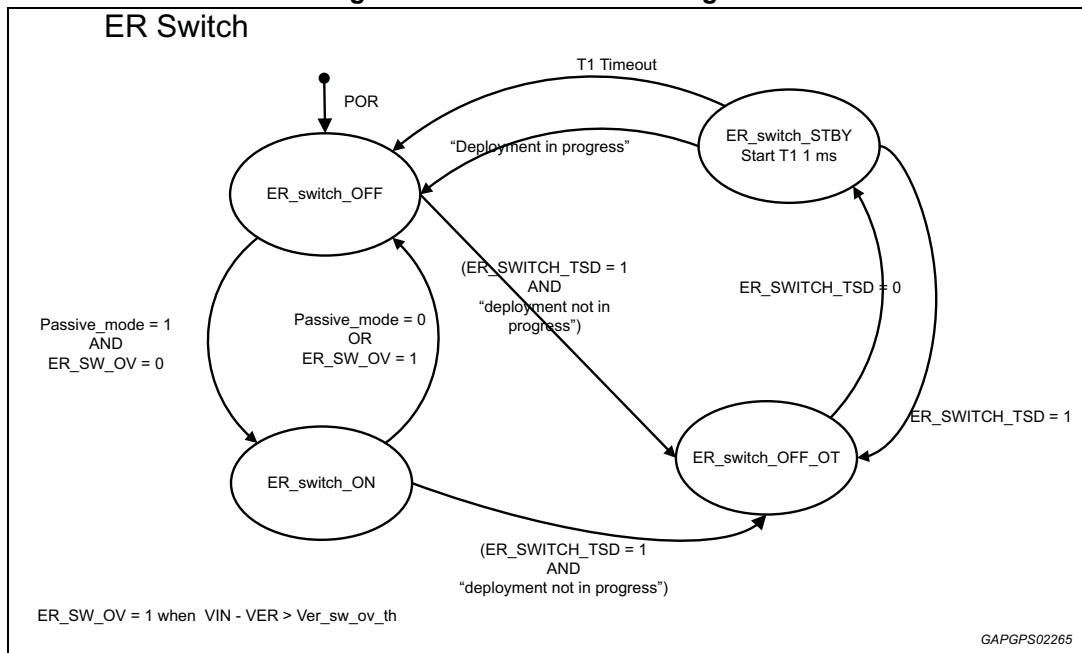 ER Switch
T1 Timeout
POR
ER_switch_STBY
Start T1 1 ms
“Deployment in progress”
ER_switch_OFF
(ER_SWITCH_TSD = 1
AND
“deployment not in
progress”)
ER_SWITCH_TSD = 0
Passive_mode = 1
AND
ER_SW_OV = 0
Passive_mode = 0
OR
ER_SW_OV = 1
ER_SWITCH_TSD = 1
ER_switch_OFF_OT
ER_switch_ON
(ER_SWITCH_TSD = 1
AND
“deployment not in progress”)
ER_SW_OV = 1 when VIN - VER > Ver_sw_ov_th
GAPGPS02265